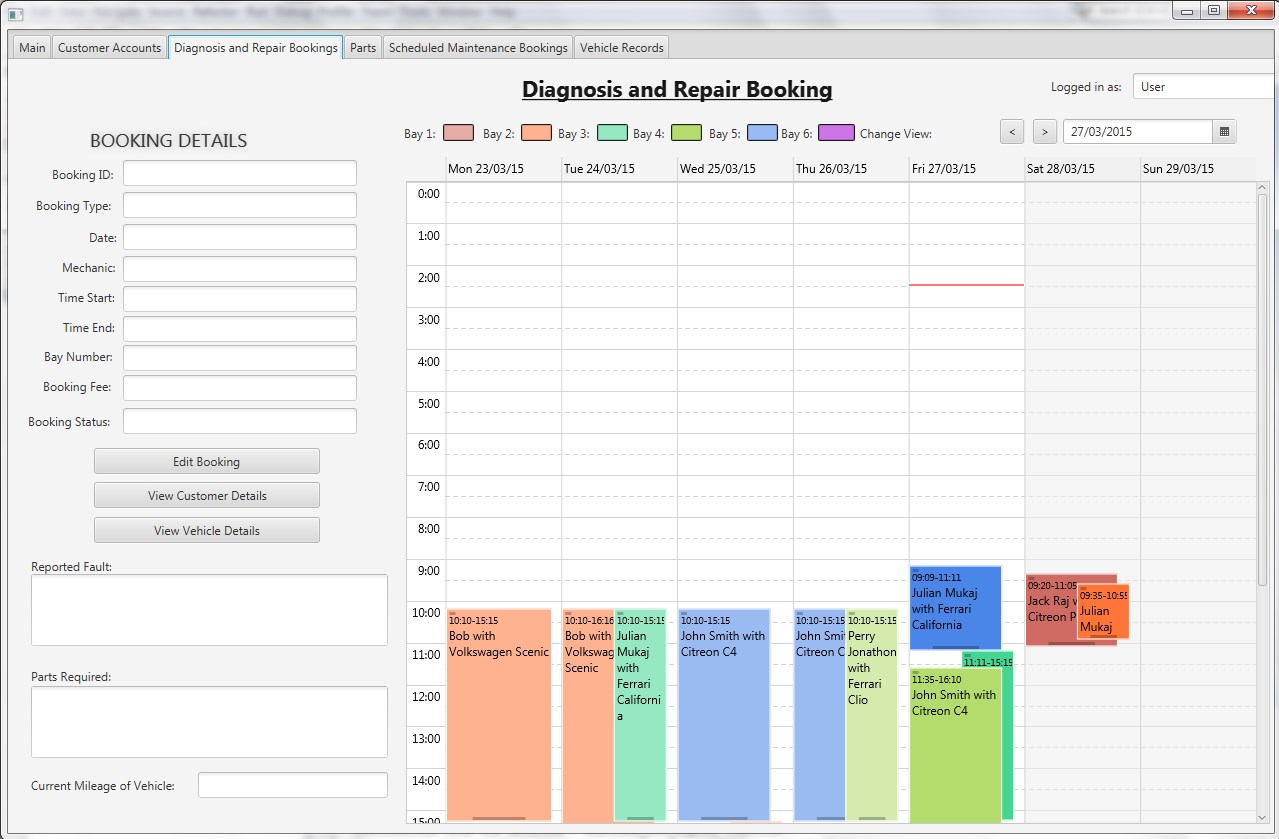 Main Customer Accounts Diagnosis and Repair Bookings Parts Scheduled Maintenance Bookings Vehicle Records
Diagnosis and Repair Booking
Logged in as: User
BOOKING DETAILS
Booking ID:
Booking Type:
Date:
Mechanic:
Time Start:
Time End:
Bay Number:
Booking Fee:
Booking Status:
Edit Booking
View Customer Details
View Vehicle Details
Reported Fault:
Parts Required:
Current Mileage of Vehicle:
Bay 1: Bay 2: Bay 3: Bay 4: Bay 5: Bay 6: Change View:
< > 27/03/2015
Mon 23/03/15 Tue 24/03/15 Wed 25/03/15 Thu 26/03/15 Fri 27/03/15 Sat 28/03/15 Sun 29/03/15
0:00
1:00
2:00
3:00
4:00
5:00
6:00
7:00
8:00
9:00
10:00
11:00
12:00
13:00
14:00
15:00
10:10-15:15
Bob with
Volkswagen Scenic
10:10-16:16
Bob with
Volkswag
Scenic
10:10-15:15
Julian
Mukaj
with
Ferrari
Californi
a
10:10-15:15
John Smith with
Citreon C4
10:10-15:15
John Smi
Citreon C
10:10-15:15
Perry
Jonathon
with
Ferrari
Clio
09:09-11:11
Julian Mukaj
with Ferrari
California
11:11-15:15
11:35-16:10
John Smith with
Citreon C4
09:20-11:05
Jack Raj w
Citreon P
09:35-10:55
Julian
Mukaj